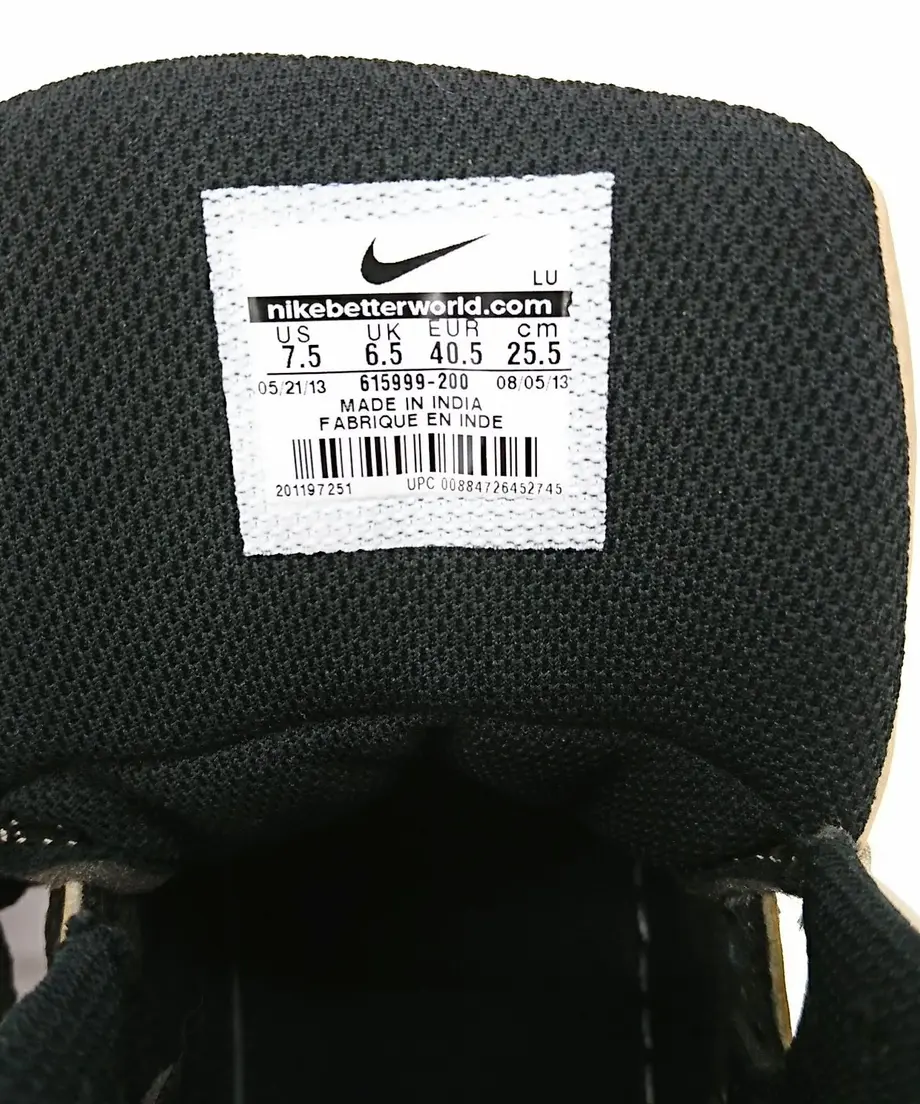 LU
nikebetterworld.com
US UK EUR cm
7.5 6.5 40.5 25.5
05/21/13 615999-200 08/05/13
MADE IN INDIA
FABRIQUE EN INDE
201197251 UPC 00884726452745